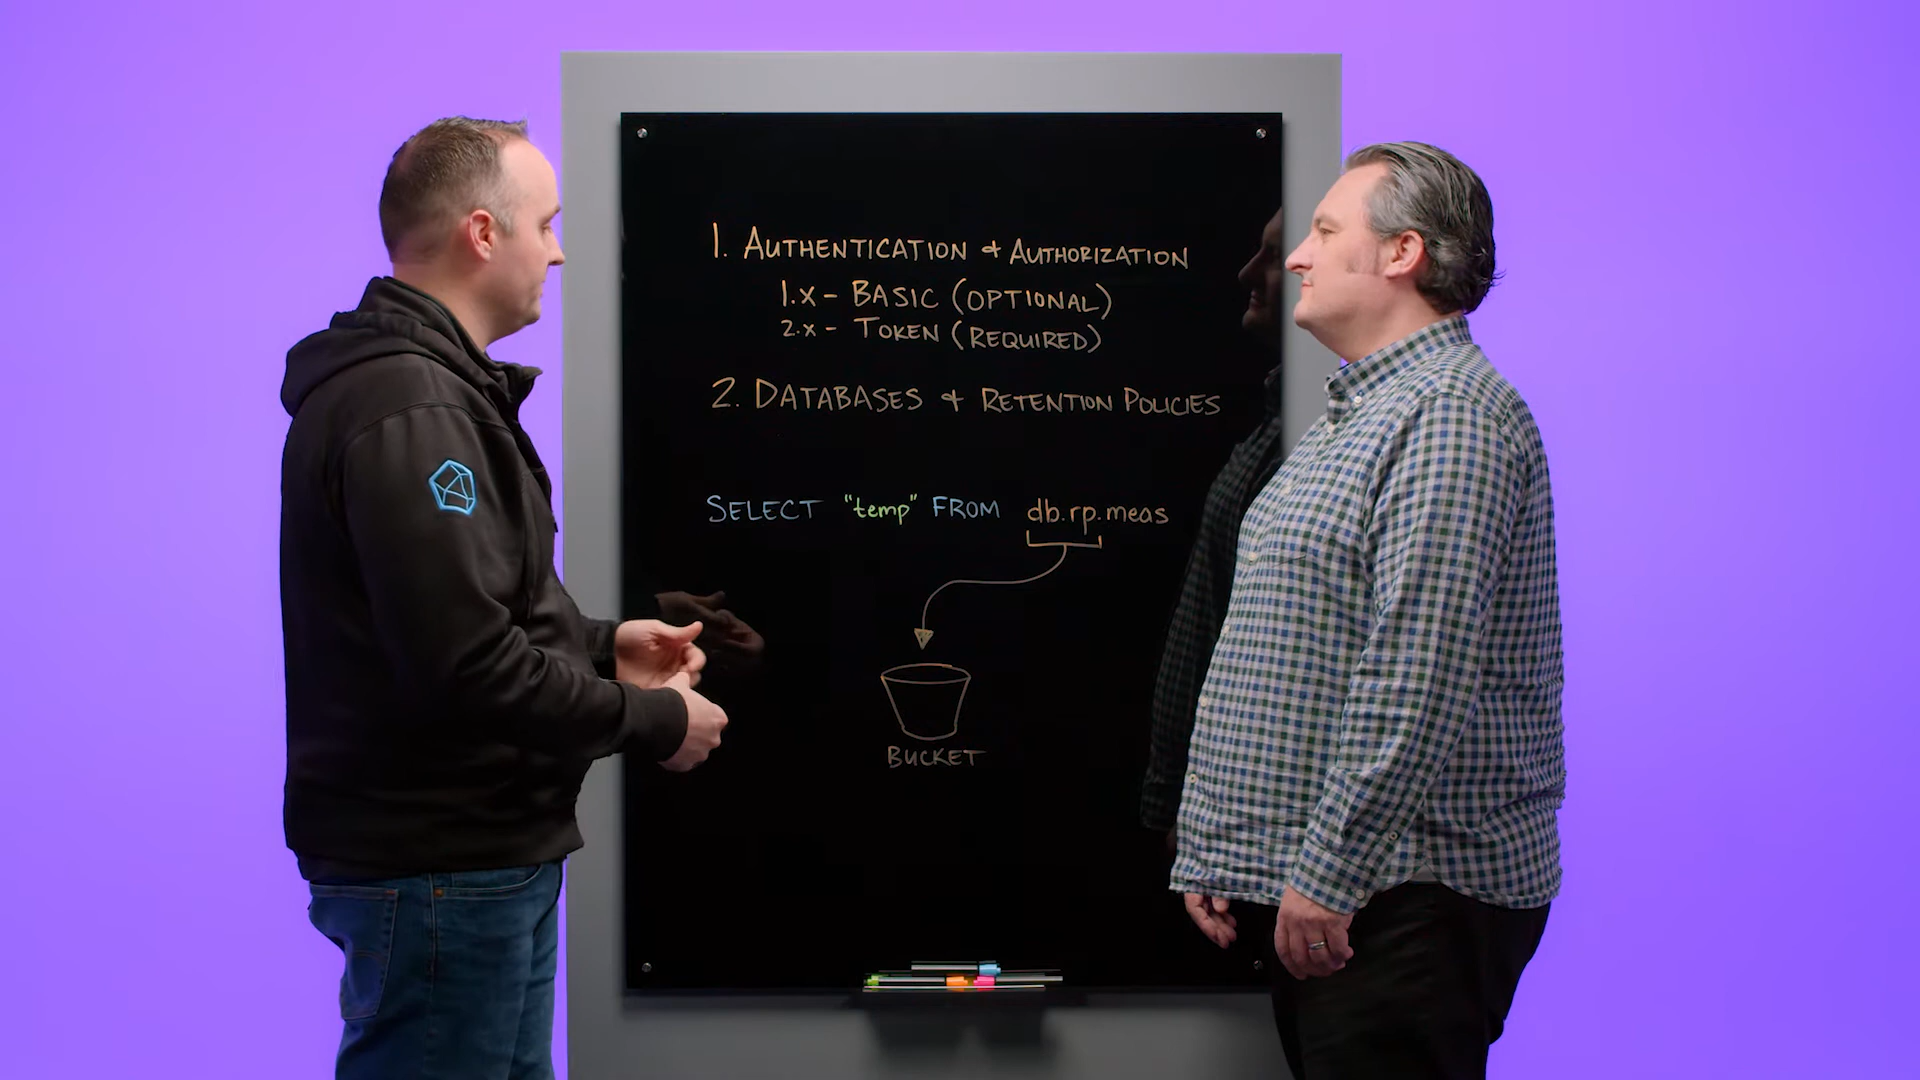 1. AUTHENTICATION & AUTHORIZATION
1.x - BASIC (OPTIONAL)
2.x - TOKEN (REQUIRED)
2. DATABASES & RETENTION POLICIES
SELECT "temp" FROM db.rp.meas
BUCKET